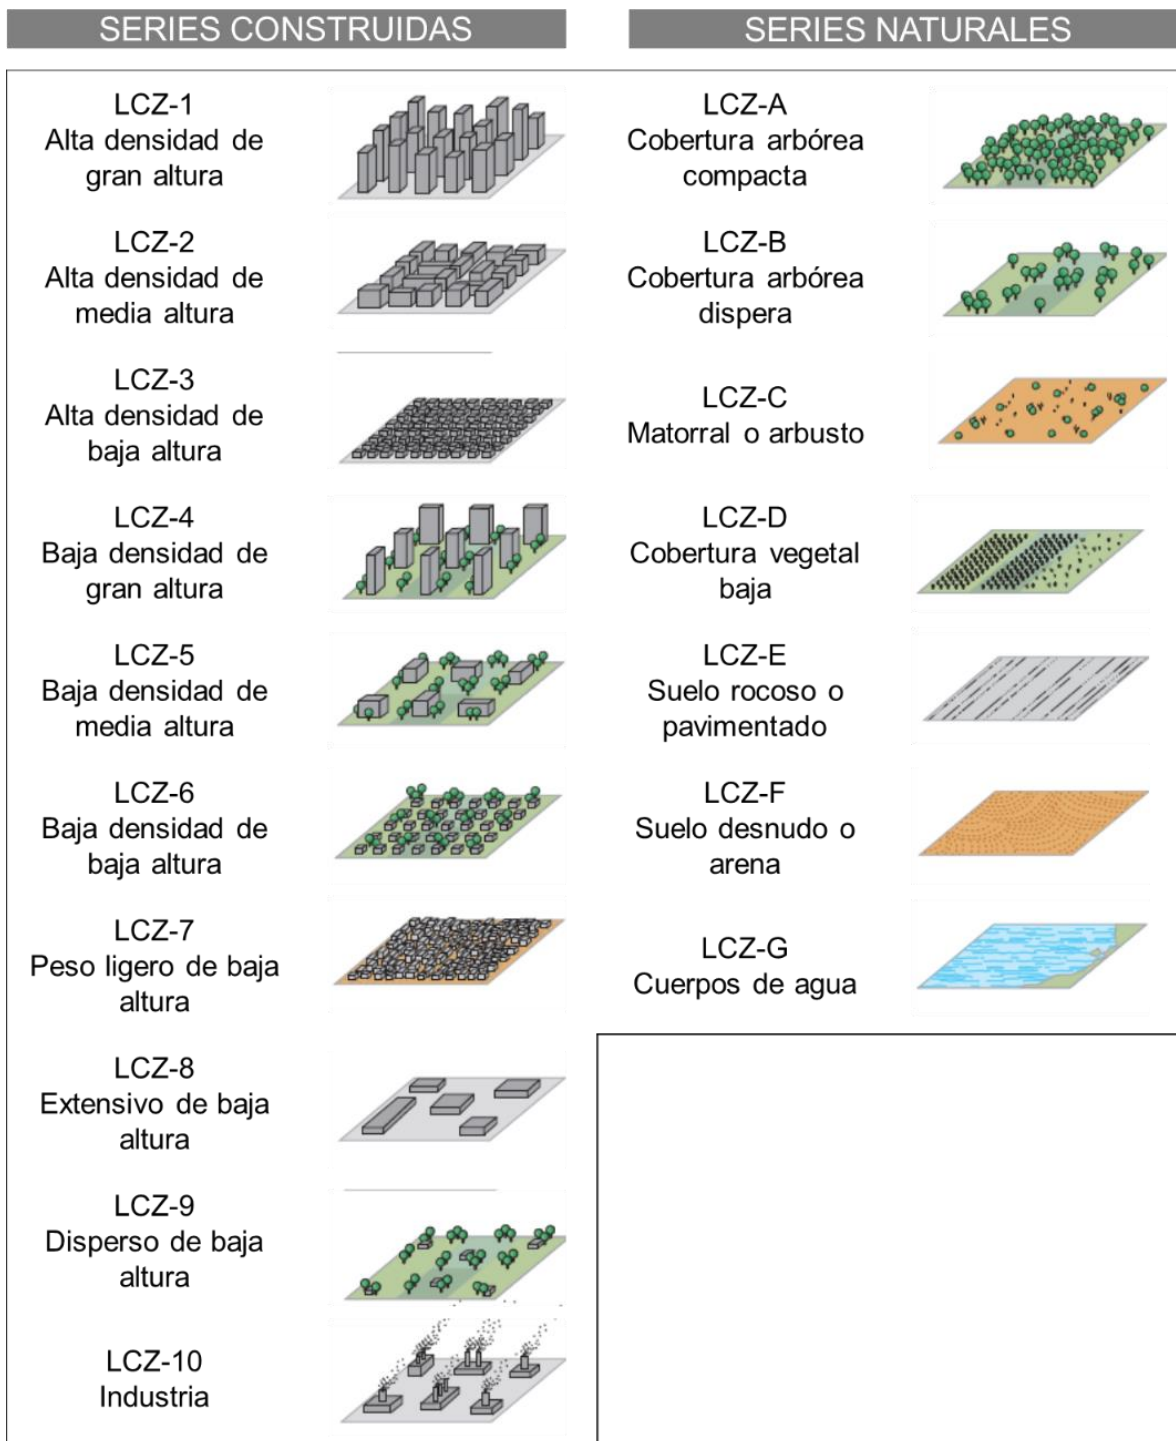 SERIES CONSTRUIDAS
LCZ-1
Alta densidad de
gran altura
LCZ-2
Alta densidad de
media altura
LCZ-3
Alta densidad de
baja altura
LCZ-4
Baja densidad de
gran altura
LCZ-5
Baja densidad de
media altura
LCZ-6
Baja densidad de
baja altura
LCZ-7
Peso ligero de baja
altura
LCZ-8
Extensivo de baja
altura
LCZ-9
Disperso de baja
altura
LCZ-10
Industria
SERIES NATURALES
LCZ-A
Cobertura arbórea
compacta
LCZ-B
Cobertura arbórea
dispera
LCZ-C
Matorral o arbusto
LCZ-D
Cobertura vegetal
baja
LCZ-E
Suelo rocoso o
pavimentado
LCZ-F
Suelo desnudo o
arena
LCZ-G
Cuerpos de agua